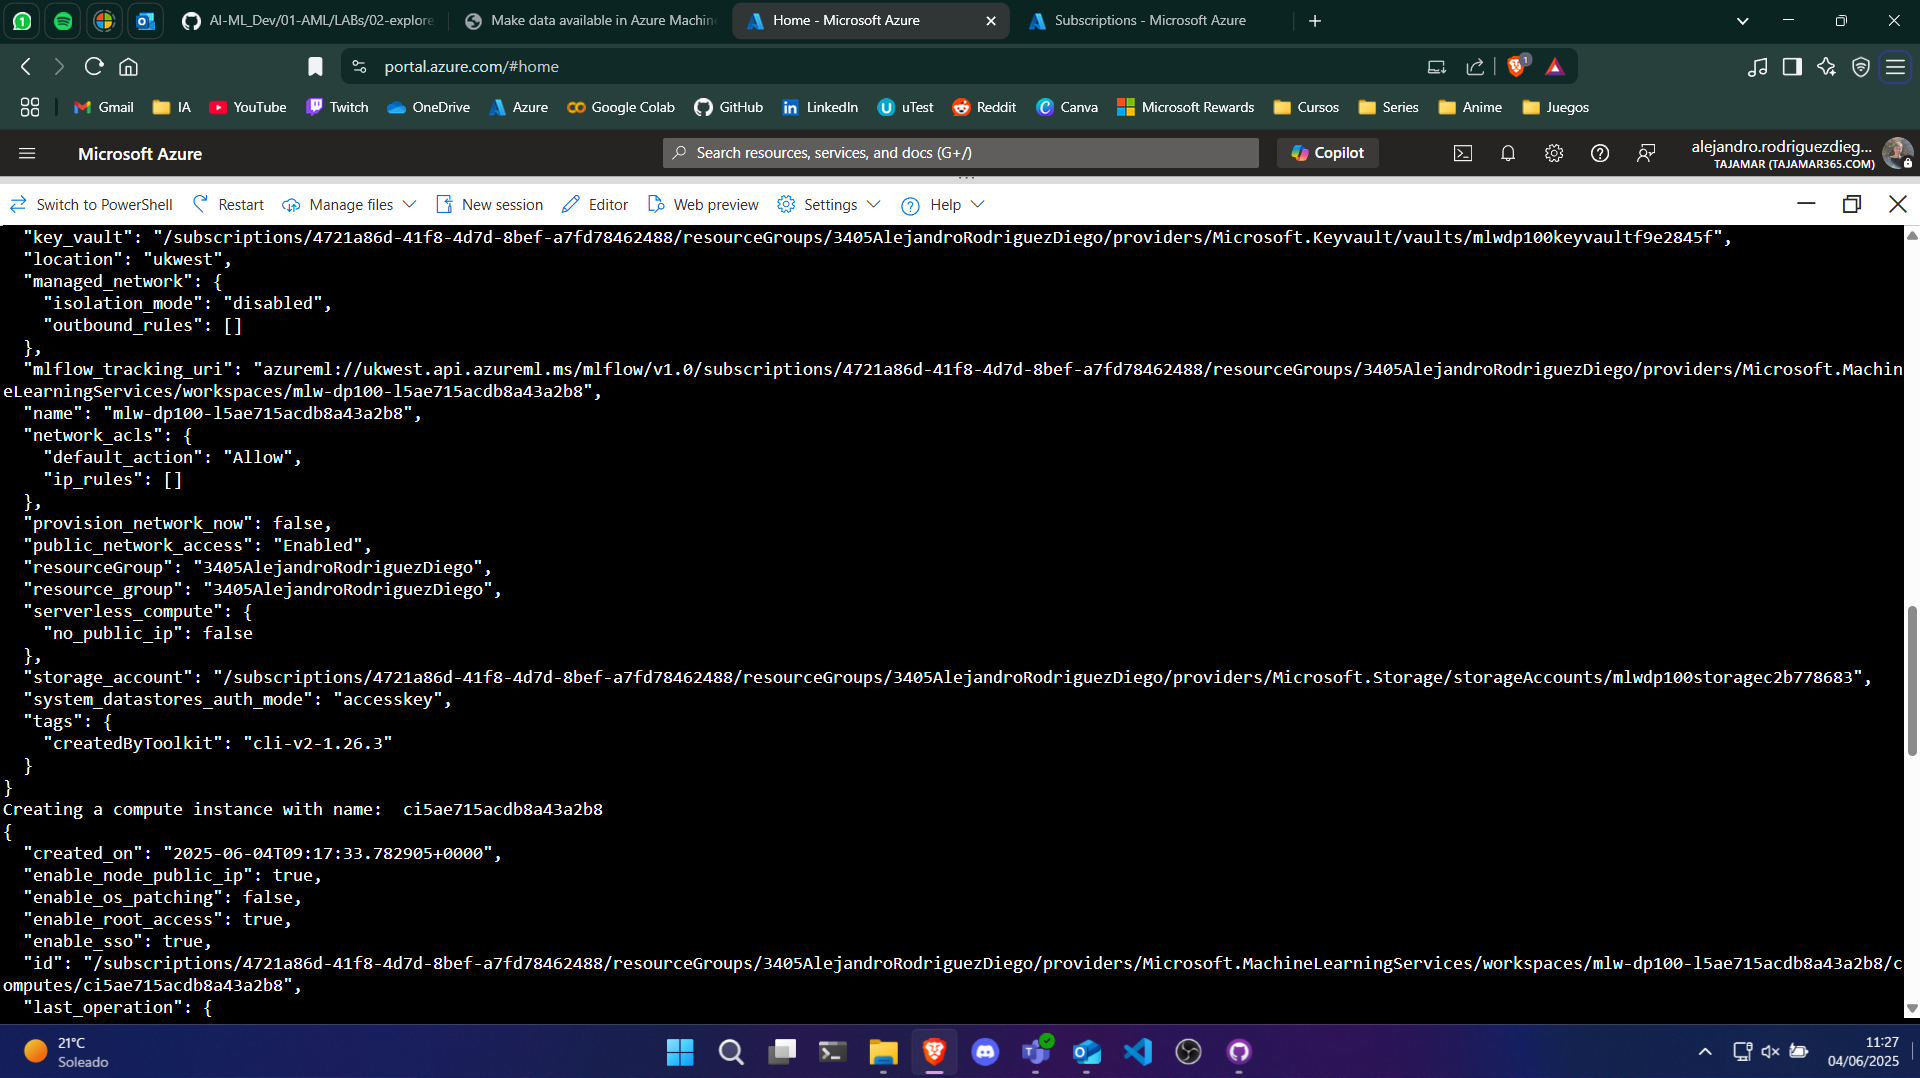 1
AI-ML_Dev/01-AML/LABs/02-explore
Make data available in Azure Machin
Home - Microsoft Azure
Subscriptions - Microsoft Azure
portal.azure.com/#home
1
Gmail
IA
YouTube
Twitch
OneDrive
Azure
Google Colab
GitHub
LinkedIn
uTest
Reddit
Canva
Microsoft Rewards
Cursos
Series
Anime
Juegos
Microsoft Azure
Search resources, services, and docs (G+/)
Copilot
alejandro.rodriguezdieg...
TAJAMAR (TAJAMAR365.COM)
Switch to PowerShell
Restart
Manage files
New session
Editor
Web preview
Settings
Help
"key_vault": "/subscriptions/4721a86d-41f8-4d7d-8bef-a7fd78462488/resourceGroups/3405AlejandroRodriguezDiego/providers/Microsoft.Keyvault/vaults/mlwdp100keyvaultf9e2845f",
"location": "ukwest",
"managed_network": {
"isolation_mode": "disabled",
"outbound_rules": []
},
"mlflow_tracking_uri": "azureml://ukwest.api.azureml.ms/mlflow/v1.0/subscriptions/4721a86d-41f8-4d7d-8bef-a7fd78462488/resourceGroups/3405AlejandroRodriguezDiego/providers/Microsoft.Machin
eLearningServices/workspaces/mlw-dp100-l5ae715acdb8a43a2b8",
"name": "mlw-dp100-l5ae715acdb8a43a2b8",
"network_acls": {
"default_action": "Allow",
"ip_rules": []
},
"provision_network_now": false,
"public_network_access": "Enabled",
"resourceGroup": "3405AlejandroRodriguezDiego",
"resource_group": "3405AlejandroRodriguezDiego",
"serverless_compute": {
"no_public_ip": false
},
"storage_account": "/subscriptions/4721a86d-41f8-4d7d-8bef-a7fd78462488/resourceGroups/3405AlejandroRodriguezDiego/providers/Microsoft.Storage/storageAccounts/mlwdp100storagec2b778683",
"system_datastores_auth_mode": "accesskey",
"tags": {
"createdByToolkit": "cli-v2-1.26.3"
}
}
Creating a compute instance with name:  ci5ae715acdb8a43a2b8
{
"created_on": "2025-06-04T09:17:33.782905+0000",
"enable_node_public_ip": true,
"enable_os_patching": false,
"enable_root_access": true,
"enable_sso": true,
"id": "/subscriptions/4721a86d-41f8-4d7d-8bef-a7fd78462488/resourceGroups/3405AlejandroRodriguezDiego/providers/Microsoft.MachineLearningServices/workspaces/mlw-dp100-l5ae715acdb8a43a2b8/c
omputes/ci5ae715acdb8a43a2b8",
"last_operation": {
21°C
Soleado
11:27
04/06/2025